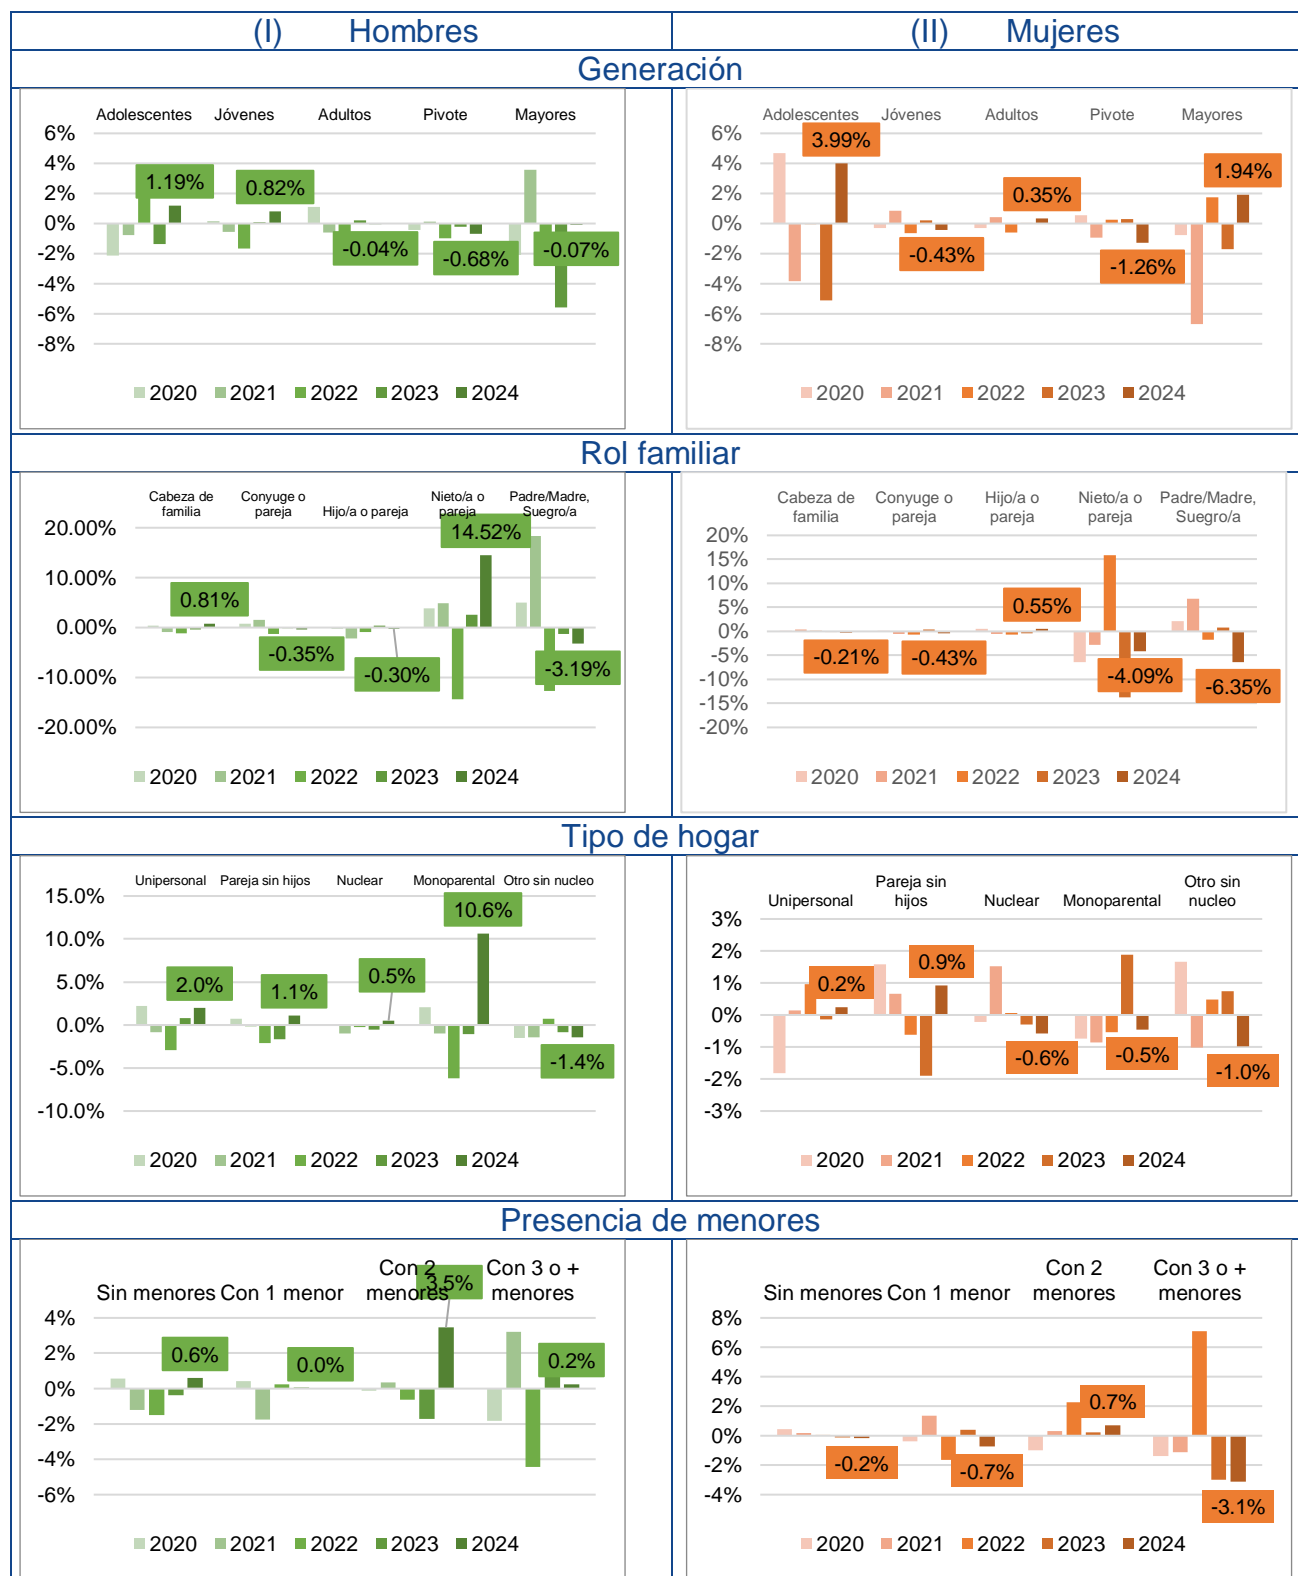 (I) Hombres
(II) Mujeres
Generación
Adolescentes Jóvenes Adultos Pivote Mayores
6%
4%
2%
0%
-2%
-4%
-6%
-8%
1.19%
0.82%
-0.04%
-0.68%
-0.07%
2020 2021 2022 2023 2024
Adolescentes Jóvenes Adultos Pivote Mayores
6%
4%
2%
0%
-2%
-4%
-6%
-8%
3.99%
-0.43%
0.35%
-1.26%
1.94%
2020 2021 2022 2023 2024
Rol familiar
Cabeza de familia
Conyuge o pareja
Hijo/a o pareja
Nieto/a o pareja
Padre/Madre, Suegro/a
20.00%
10.00%
0.00%
-10.00%
-20.00%
0.81%
-0.35%
-0.30%
14.52%
-3.19%
2020 2021 2022 2023 2024
Cabeza de familia
Conyuge o pareja
Hijo/a o pareja
Nieto/a o pareja
Padre/Madre, Suegro/a
20%
15%
10%
5%
0%
-5%
-10%
-15%
-20%
-0.21%
-0.43%
0.55%
-4.09%
-6.35%
2020 2021 2022 2023 2024
Tipo de hogar
Unipersonal Pareja sin hijos Nuclear Monoparental Otro sin nucleo
15.0%
10.0%
5.0%
0.0%
-5.0%
-10.0%
2.0%
1.1%
0.5%
10.6%
-1.4%
2020 2021 2022 2023 2024
Unipersonal
Pareja sin hijos
Nuclear
Monoparental
Otro sin nucleo
3%
2%
1%
0%
-1%
-2%
-3%
0.2%
0.9%
-0.6%
-0.5%
-1.0%
2020 2021 2022 2023 2024
Presencia de menores
Sin menores
Con 1 menor
Con 2 menores
Con 3 o + menores
4%
2%
0%
-2%
-4%
-6%
0.6%
0.0%
3.5%
0.2%
2020 2021 2022 2023 2024
Sin menores
Con 1 menor
Con 2 menores
Con 3 o + menores
8%
6%
4%
2%
0%
-2%
-4%
-0.2%
-0.7%
0.7%
-3.1%
2020 2021 2022 2023 2024